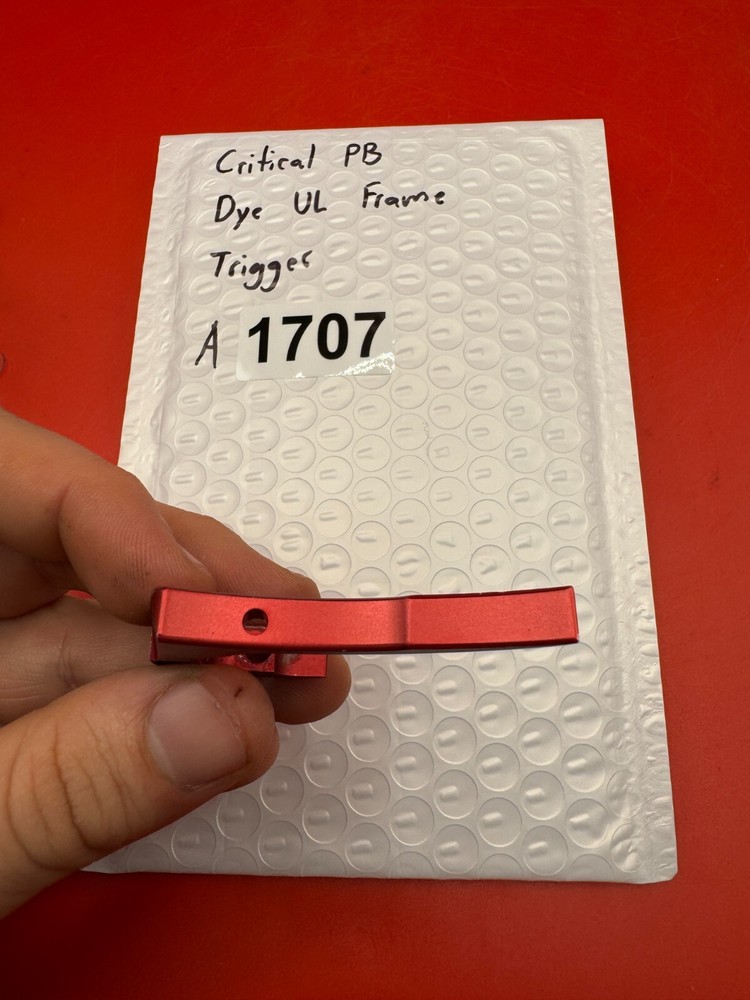 Critical PB
Dye UL Frame
Trigger
A 1707